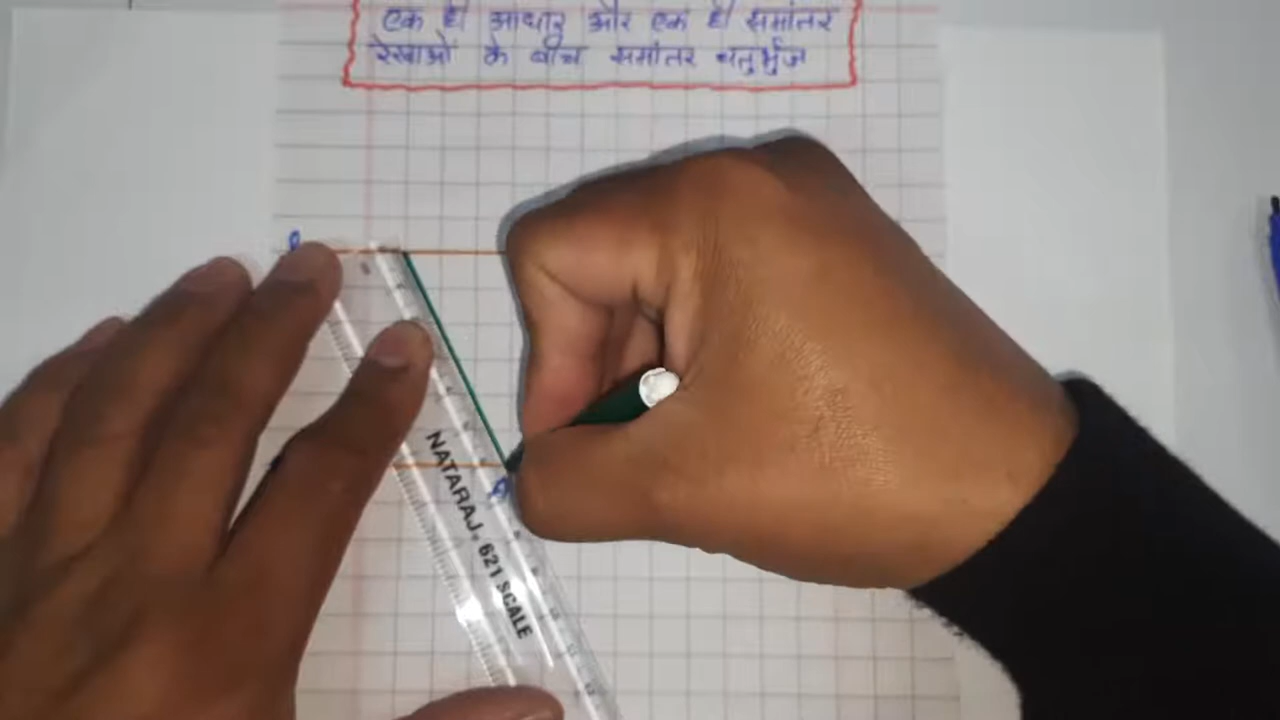 एक ही आधार और एक ही समांतर
रेखाओं के बीच समांतर चतुर्भुज
P
A
NATARAJ. 621 SCALE